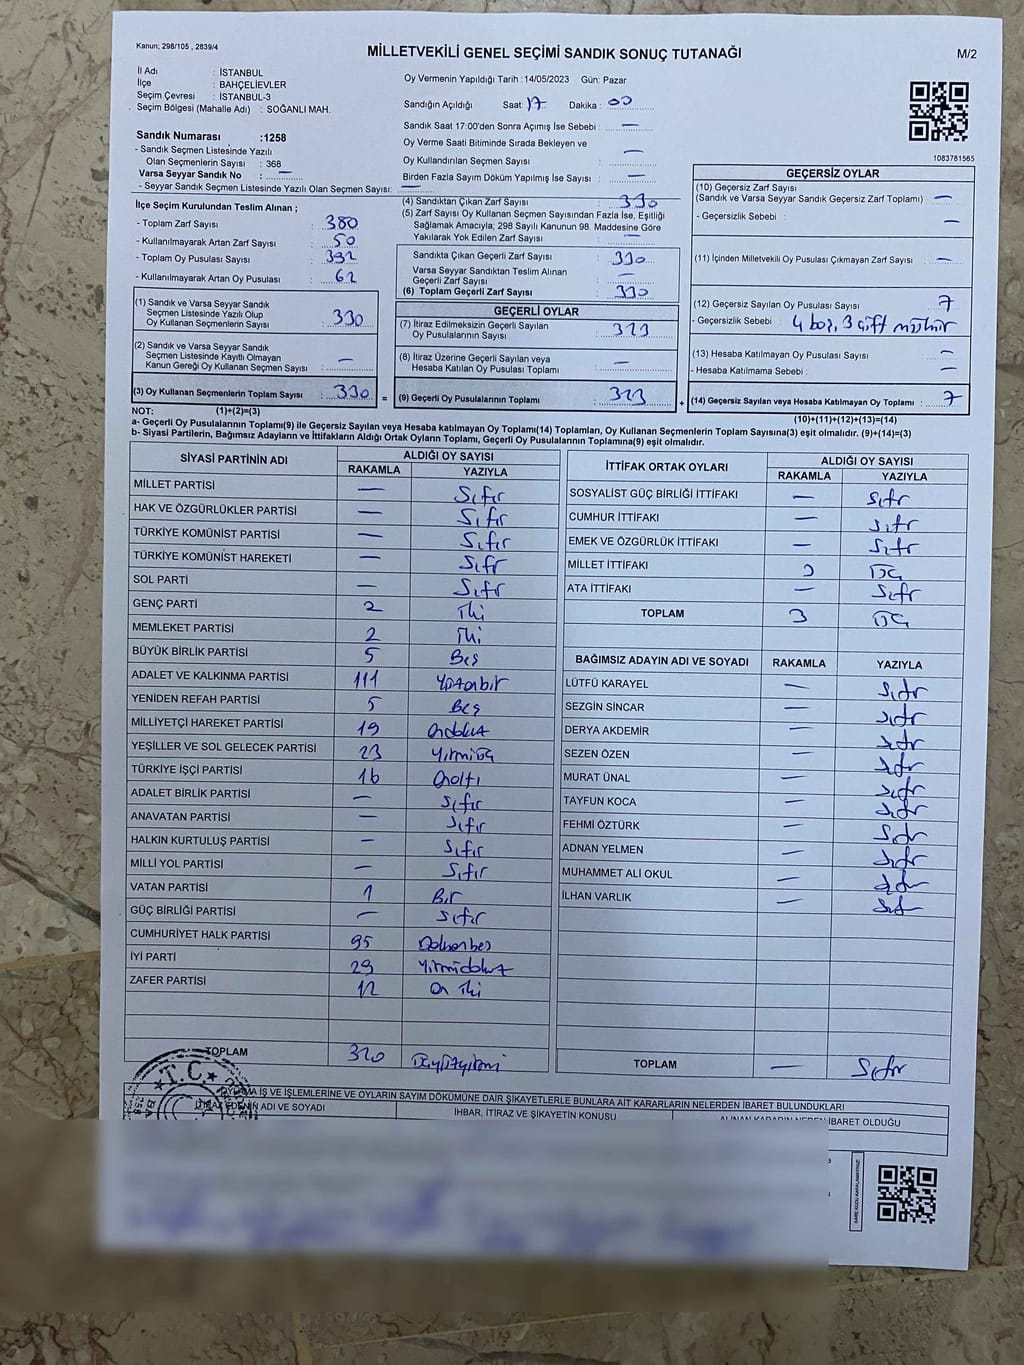 Kanun; 298/105 , 2839/4
MİLLETVEKİLİ GENEL SEÇİMİ SANDIK SONUÇ TUTANAĞI
M/2
İl Adı : İSTANBUL
İlçe : BAHÇELİEVLER
Seçim Çevresi : İSTANBUL-3
Seçim Bölgesi (Mahalle Adı) : SOĞANLI MAH.
Oy Vermenin Yapıldığı Tarih :14/05/2023 Gün: Pazar
Sandığın Açıldığı Saat: 17 Dakika : 00
Sandık Saat 17:00'den Sonra Açımış İse Sebebi : —
Oy Verme Saati Bitiminde Sırada Bekleyen ve
Oy Kullandırılan Seçmen Sayısı : —
Birden Fazla Sayım Döküm Yapılmış İse Sayısı : —
Sandık Numarası :1258
- Sandık Seçmen Listesinde Yazılı
Olan Seçmenlerin Sayısı : 368
Varsa Seyyar Sandık No : —
- Seyyar Sandık Seçmen Listesinde Yazılı Olan Seçmen Sayısı: —
1083781565
İlçe Seçim Kurulundan Teslim Alınan ;
- Toplam Zarf Sayısı : 380
- Kullanılmayarak Artan Zarf Sayısı : 50
- Toplam Oy Pusulası Sayısı : 392
- Kullanılmayarak Artan Oy Pusulası : 62
(1) Sandık ve Varsa Seyyar Sandık
Seçmen Listesinde Yazılı Olup
Oy Kullanan Seçmenlerin Sayısı : 330
(2) Sandık ve Varsa Seyyar Sandık
Seçmen Listesinde Kayıtlı Olmayan
Kanun Gereği Oy Kullanan Seçmen Sayısı : —
(3) Oy Kullanan Seçmenlerin Toplam Sayısı : 330 =
(4) Sandıktan Çıkan Zarf Sayısı : 330
(5) Zarf Sayısı Oy Kullanan Seçmen Sayısından Fazla İse, Eşitliği
Sağlamak Amacıyla; 298 Sayılı Kanunun 98. Maddesine Göre
Yakılarak Yok Edilen Zarf Sayısı : —
Sandıkta Çıkan Geçerli Zarf Sayısı : 330
Varsa Seyyar Sandıktan Teslim Alınan
Geçerli Zarf Sayısı : —
(6) Toplam Geçerli Zarf Sayısı : 330
GEÇERLİ OYLAR
(7) İtiraz Edilmeksizin Geçerli Sayılan
Oy Pusulalarının Sayısı : 323
(8) İtiraz Üzerine Geçerli Sayılan veya
Hesaba Katılan Oy Pusulası Toplamı : —
(9) Geçerli Oy Pusulalarının Toplamı : 323 +
GEÇERSİZ OYLAR
(10) Geçersiz Zarf Sayısı
(Sandık ve Varsa Seyyar Sandık Geçersiz Zarf Toplamı) —
- Geçersizlik Sebebi : —
(11) İçinden Milletvekili Oy Pusulası Çıkmayan Zarf Sayısı : —
(12) Geçersiz Sayılan Oy Pusulası Sayısı : 7
- Geçersizlik Sebebi : 4 boş, 3 çift mühür
(13) Hesaba Katılmayan Oy Pusulası Sayısı : —
- Hesaba Katılmama Sebebi : —
(14) Geçersiz Sayılan veya Hesaba Katılmayan Oy Toplamı : 7
NOT: (1)+(2)=(3)
(10)+(11)+(12)+(13)=(14)
a- Geçerli Oy Pusulalarının Toplamı(9) ile Geçersiz Sayılan veya Hesaba katılmayan Oy Toplamı(14) Toplamları, Oy Kullanan Seçmenlerin Toplam Sayısına(3) eşit olmalıdır. (9)+(14)=(3)
b- Siyasi Partilerin, Bağımsız Adayların ve İttifakların Aldığı Ortak Oyların Toplamı, Geçerli Oy Pusulalarının Toplamına(9) eşit olmalıdır.
SİYASİ PARTİNİN ADI ALDIĞI OY SAYISI
RAKAMLA YAZIYLA
MİLLET PARTİSİ — Sıfır
HAK VE ÖZGÜRLÜKLER PARTİSİ — Sıfır
TÜRKİYE KOMÜNİST PARTİSİ — Sıfır
TÜRKİYE KOMÜNİST HAREKETİ — Sıfır
SOL PARTİ — Sıfır
GENÇ PARTİ 2 İki
MEMLEKET PARTİSİ 2 İki
BÜYÜK BİRLİK PARTİSİ 5 Beş
ADALET VE KALKINMA PARTİSİ 111 Yüzonbir
YENİDEN REFAH PARTİSİ 5 Beş
MİLLİYETÇİ HAREKET PARTİSİ 19 Ondokuz
YEŞİLLER VE SOL GELECEK PARTİSİ 23 Yirmiüç
TÜRKİYE İŞÇİ PARTİSİ 16 Onaltı
ADALET BİRLİK PARTİSİ — Sıfır
ANAVATAN PARTİSİ — Sıfır
HALKIN KURTULUŞ PARTİSİ — Sıfır
MİLLİ YOL PARTİSİ — Sıfır
VATAN PARTİSİ 1 Bir
GÜÇ BİRLİĞİ PARTİSİ — Sıfır
CUMHURİYET HALK PARTİSİ 95 Doksanbeş
İYİ PARTİ 29 Yirmidokuz
ZAFER PARTİSİ 12 On İki
TOPLAM 320 Üçyüzyirmi
İTTİFAK ORTAK OYLARI ALDIĞI OY SAYISI
RAKAMLA YAZIYLA
SOSYALİST GÜÇ BİRLİĞİ İTTİFAKI — Sıfır
CUMHUR İTTİFAKI — Sıfır
EMEK VE ÖZGÜRLÜK İTTİFAKI — Sıfır
MİLLET İTTİFAKI 3 Üç
ATA İTTİFAKI — Sıfır
TOPLAM 3 Üç
BAĞIMSIZ ADAYIN ADI VE SOYADI RAKAMLA YAZIYLA
LÜTFÜ KARAYEL — Sıfır
SEZGİN SİNCAR — Sıfır
DERYA AKDEMİR — Sıfır
SEZEN ÖZEN — Sıfır
MURAT ÜNAL — Sıfır
TAYFUN KOCA — Sıfır
FEHMİ ÖZTÜRK — Sıfır
ADNAN YELMEN — Sıfır
MUHAMMET ALİ OKUL — Sıfır
İLHAN VARLIK — Sıfır
TOPLAM — Sıfır
T.C.
İŞ VE İŞLEMLERİNE VE OYLARIN SAYIM DÖKÜMÜNE DAİR ŞİKAYETLERLE BUNLARA AİT KARARLARIN NELERDEN İBARET BULUNDUKLARI
ADI VE SOYADI İHBAR, İTİRAZ VE ŞİKAYETİN KONUSU ALINAN KARARIN NEDEN İBARET OLDUĞU